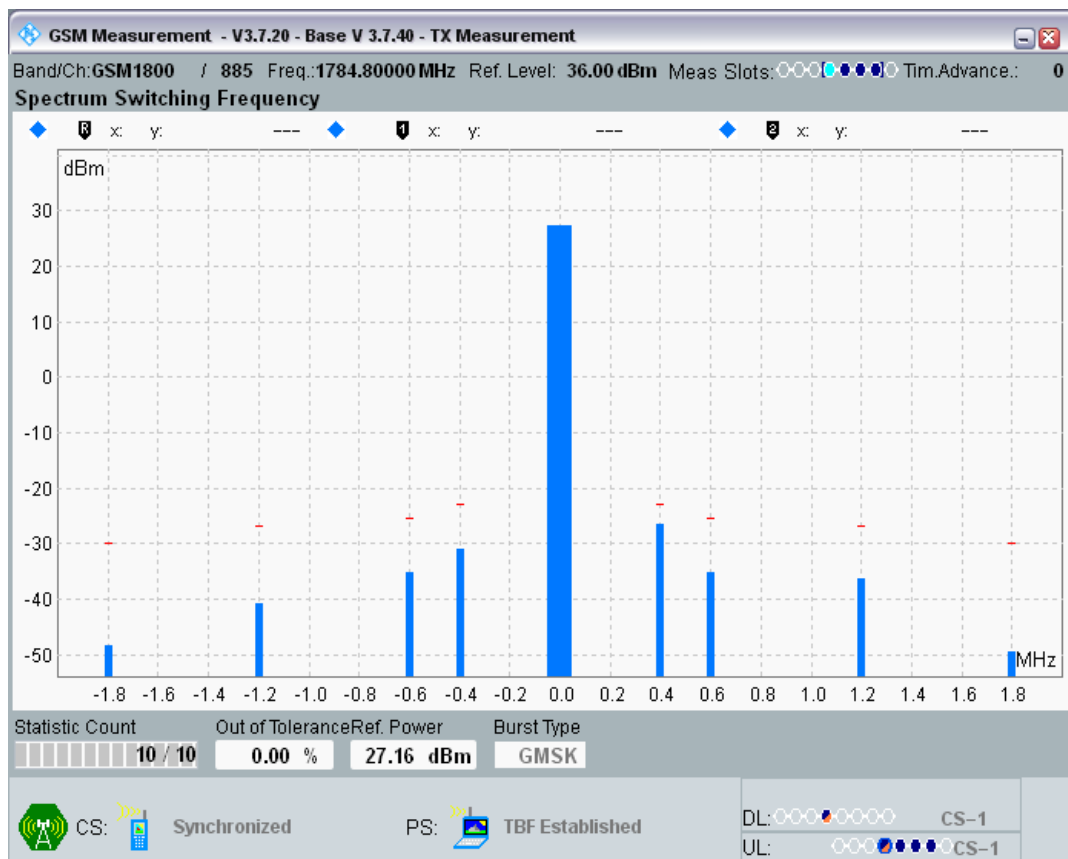 GSM Measurement - V3.7.20 - Base V 3.7.40 - TX Measurement
Band/Ch:GSM1800 / 885 Freq.:1784.80000 MHz Ref. Level: 36.00 dBm Meas Slots: Tim.Advance.: 0
Spectrum Switching Frequency
R x: y: --- 1 x: y: --- 2 x: y: ---
dBm
30
20
10
0
-10
-20
-30
-40
-50
MHz
-1.8 -1.6 -1.4 -1.2 -1.0 -0.8 -0.6 -0.4 -0.2 0.0 0.2 0.4 0.6 0.8 1.0 1.2 1.4 1.6 1.8
Statistic Count Out of Tolerance Ref. Power Burst Type
10 / 10 0.00 % 27.16 dBm GMSK
CS: Synchronized PS: TBF Established
DL: CS-1
UL: CS-1